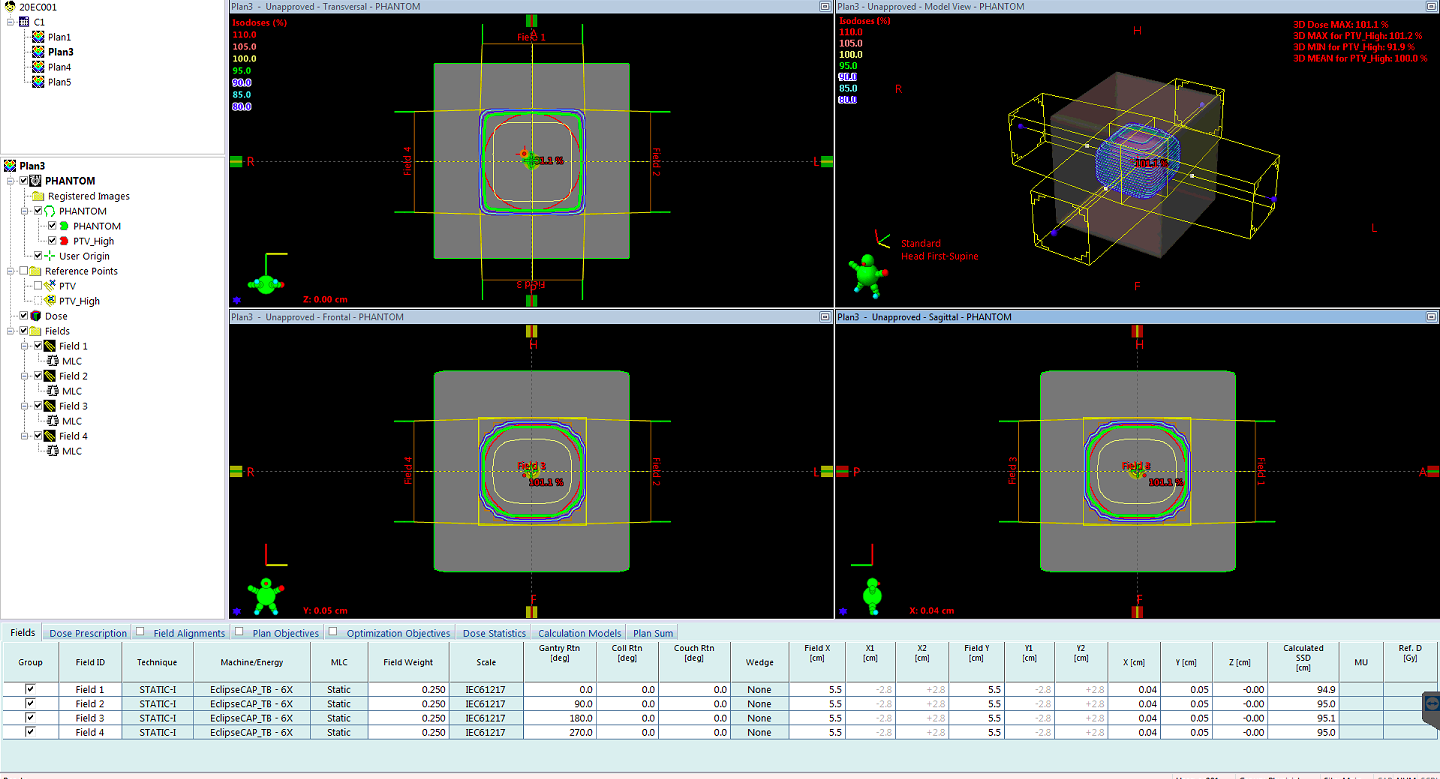 20EC001
C1
Plan1
Plan3
Plan4
Plan5
Plan3
PHANTOM
Registered Images
PHANTOM
PHANTOM
PTV_High
User Origin
Reference Points
PTV
PTV_High
Dose
Fields
Field 1
MLC
Field 2
MLC
Field 3
MLC
Field 4
MLC
Plan3 - Unapproved - Transversal - PHANTOM
Isodoses (%)
110.0
105.0
100.0
95.0
90.0
85.0
80.0
Field 1
R
Field 4
Field 2
L
Z: 0.00 cm
Plan3 - Unapproved - Model View - PHANTOM
Isodoses (%)
110.0
105.0
100.0
95.0
90.0
85.0
80.0
3D Dose MAX: 101.1 %
3D MAX for PTV_High: 101.2 %
3D MIN for PTV_High: 91.9 %
3D MEAN for PTV_High: 100.0 %
H
R
101.1 %
L
Standard
Head First-Supine
F
Plan3 - Unapproved - Frontal - PHANTOM
H
R
Field 4
Field 3
101.1 %
Field 2
L
F
Y: 0.05 cm
Plan3 - Unapproved - Sagittal - PHANTOM
H
P
Field 3
101.1 %
Field 1
A
F
X: 0.04 cm
Fields Dose Prescription Field Alignments Plan Objectives Optimization Objectives Dose Statistics Calculation Models Plan Sum
Group Field ID Technique Machine/Energy MLC Field Weight Scale Gantry Rtn [deg] Coll Rtn [deg] Couch Rtn [deg] Wedge Field X [cm] X1 [cm] X2 [cm] Field Y [cm] Y1 [cm] Y2 [cm] X [cm] Y [cm] Z [cm] Calculated SSD [cm] MU Ref. D [Gy]
Field 1 STATIC-I EclipseCAP_TB - 6X Static 0.250 IEC61217 0.0 0.0 0.0 None 5.5 -2.8 +2.8 5.5 -2.8 +2.8 0.04 0.05 -0.00 94.9
Field 2 STATIC-I EclipseCAP_TB - 6X Static 0.250 IEC61217 90.0 0.0 0.0 None 5.5 -2.8 +2.8 5.5 -2.8 +2.8 0.04 0.05 -0.00 95.0
Field 3 STATIC-I EclipseCAP_TB - 6X Static 0.250 IEC61217 180.0 0.0 0.0 None 5.5 -2.8 +2.8 5.5 -2.8 +2.8 0.04 0.05 -0.00 95.1
Field 4 STATIC-I EclipseCAP_TB - 6X Static 0.250 IEC61217 270.0 0.0 0.0 None 5.5 -2.8 +2.8 5.5 -2.8 +2.8 0.04 0.05 -0.00 95.0